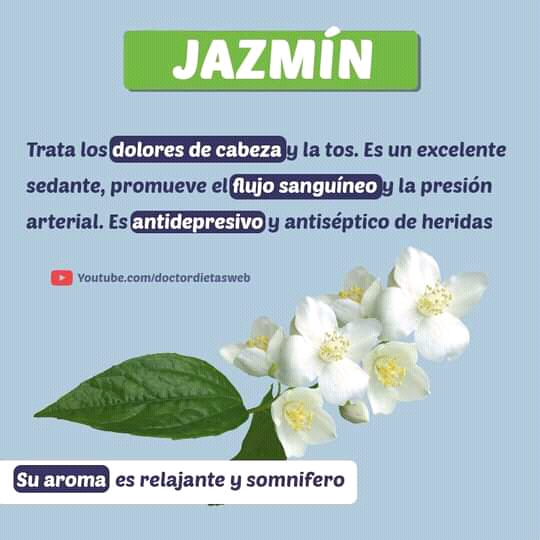 JAZMÍN
Trata los dolores de cabeza y la tos. Es un excelente
sedante, promueve el flujo sanguíneo y la presión
arterial. Es antidepresivo y antiséptico de heridas
Youtube.com/doctordietasweb
Su aroma es relajante y somnifero